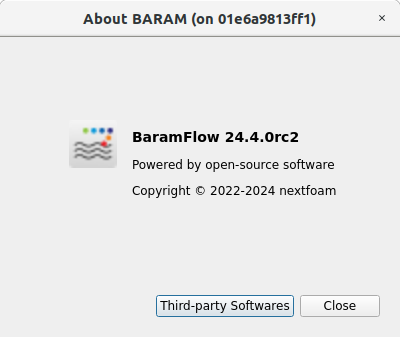 About BARAM (on 01e6a9813ff1)
×
BaramFlow 24.4.0rc2
Powered by open-source software
Copyright © 2022-2024 nextfoam
Third-party Softwares
Close